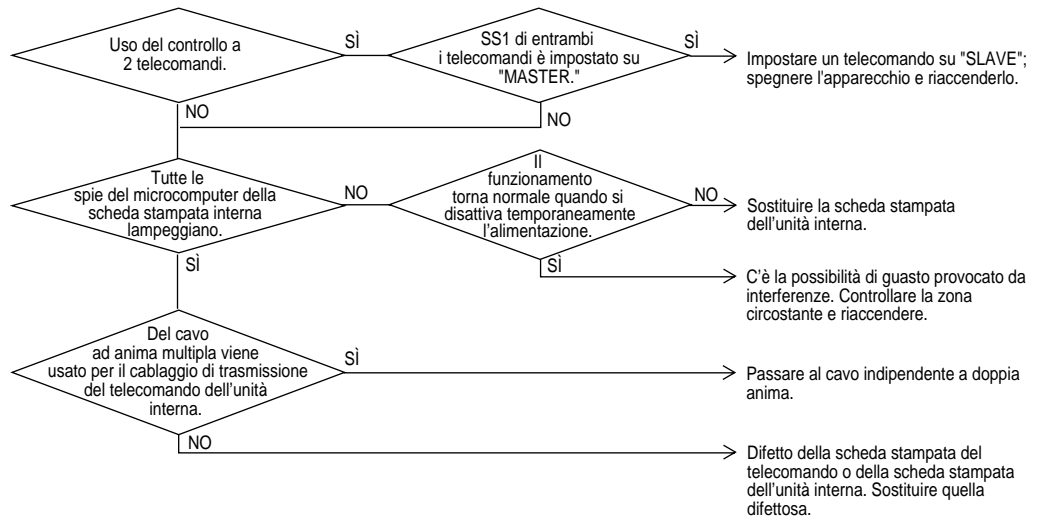 Uso del controllo a
2 telecomandi.
SÌ
SS1 di entrambi
i telecomandi è impostato su
"MASTER."
SÌ
Impostare un telecomando su "SLAVE";
spegnere l'apparecchio e riaccenderlo.
NO
NO
Tutte le
spie del microcomputer della
scheda stampata interna
lampeggiano.
NO
Il
funzionamento
torna normale quando si
disattiva temporaneamente
l'alimentazione.
NO
Sostituire la scheda stampata
dell'unità interna.
SÌ
SÌ
C'è la possibilità di guasto provocato da
interferenze. Controllare la zona
circostante e riaccendere.
Del cavo
ad anima multipla viene
usato per il cablaggio di trasmissione
del telecomando dell'unità
interna.
SÌ
Passare al cavo indipendente a doppia
anima.
NO
Difetto della scheda stampata del
telecomando o della scheda stampata
dell'unità interna. Sostituire quella
difettosa.